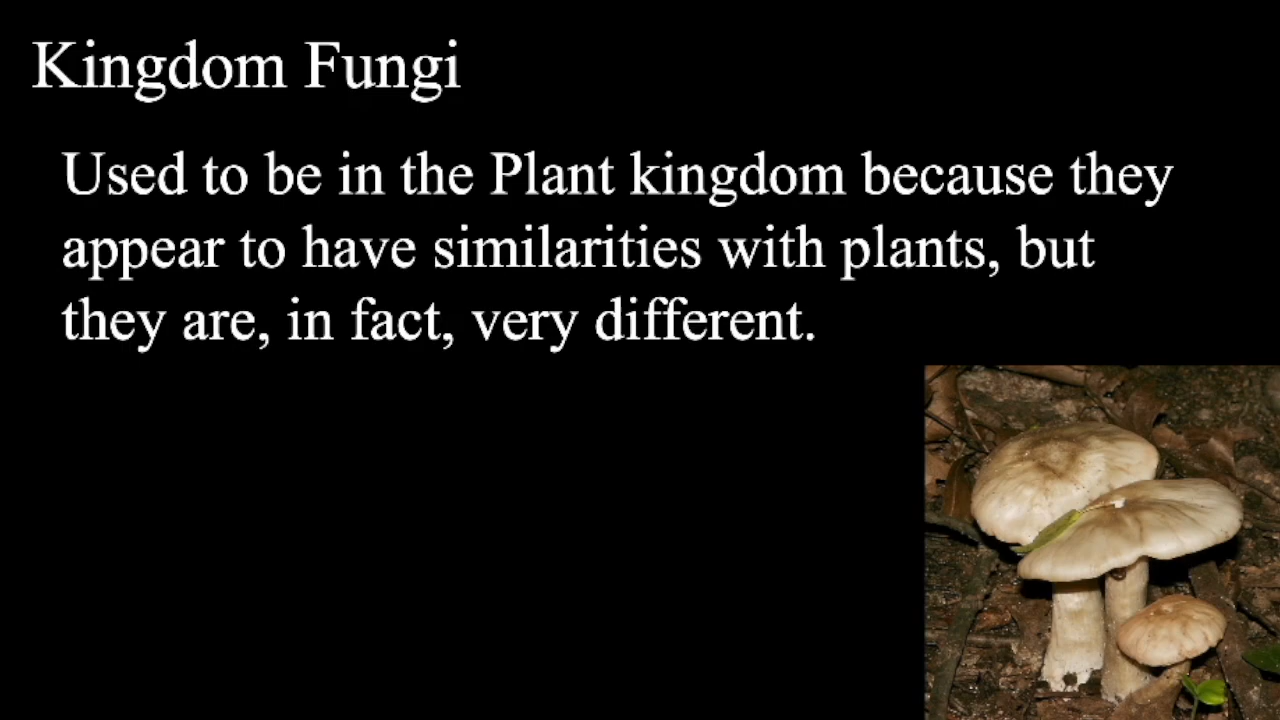 Kingdom Fungi
Used to be in the Plant kingdom because they
appear to have similarities with plants, but
they are, in fact, very different.